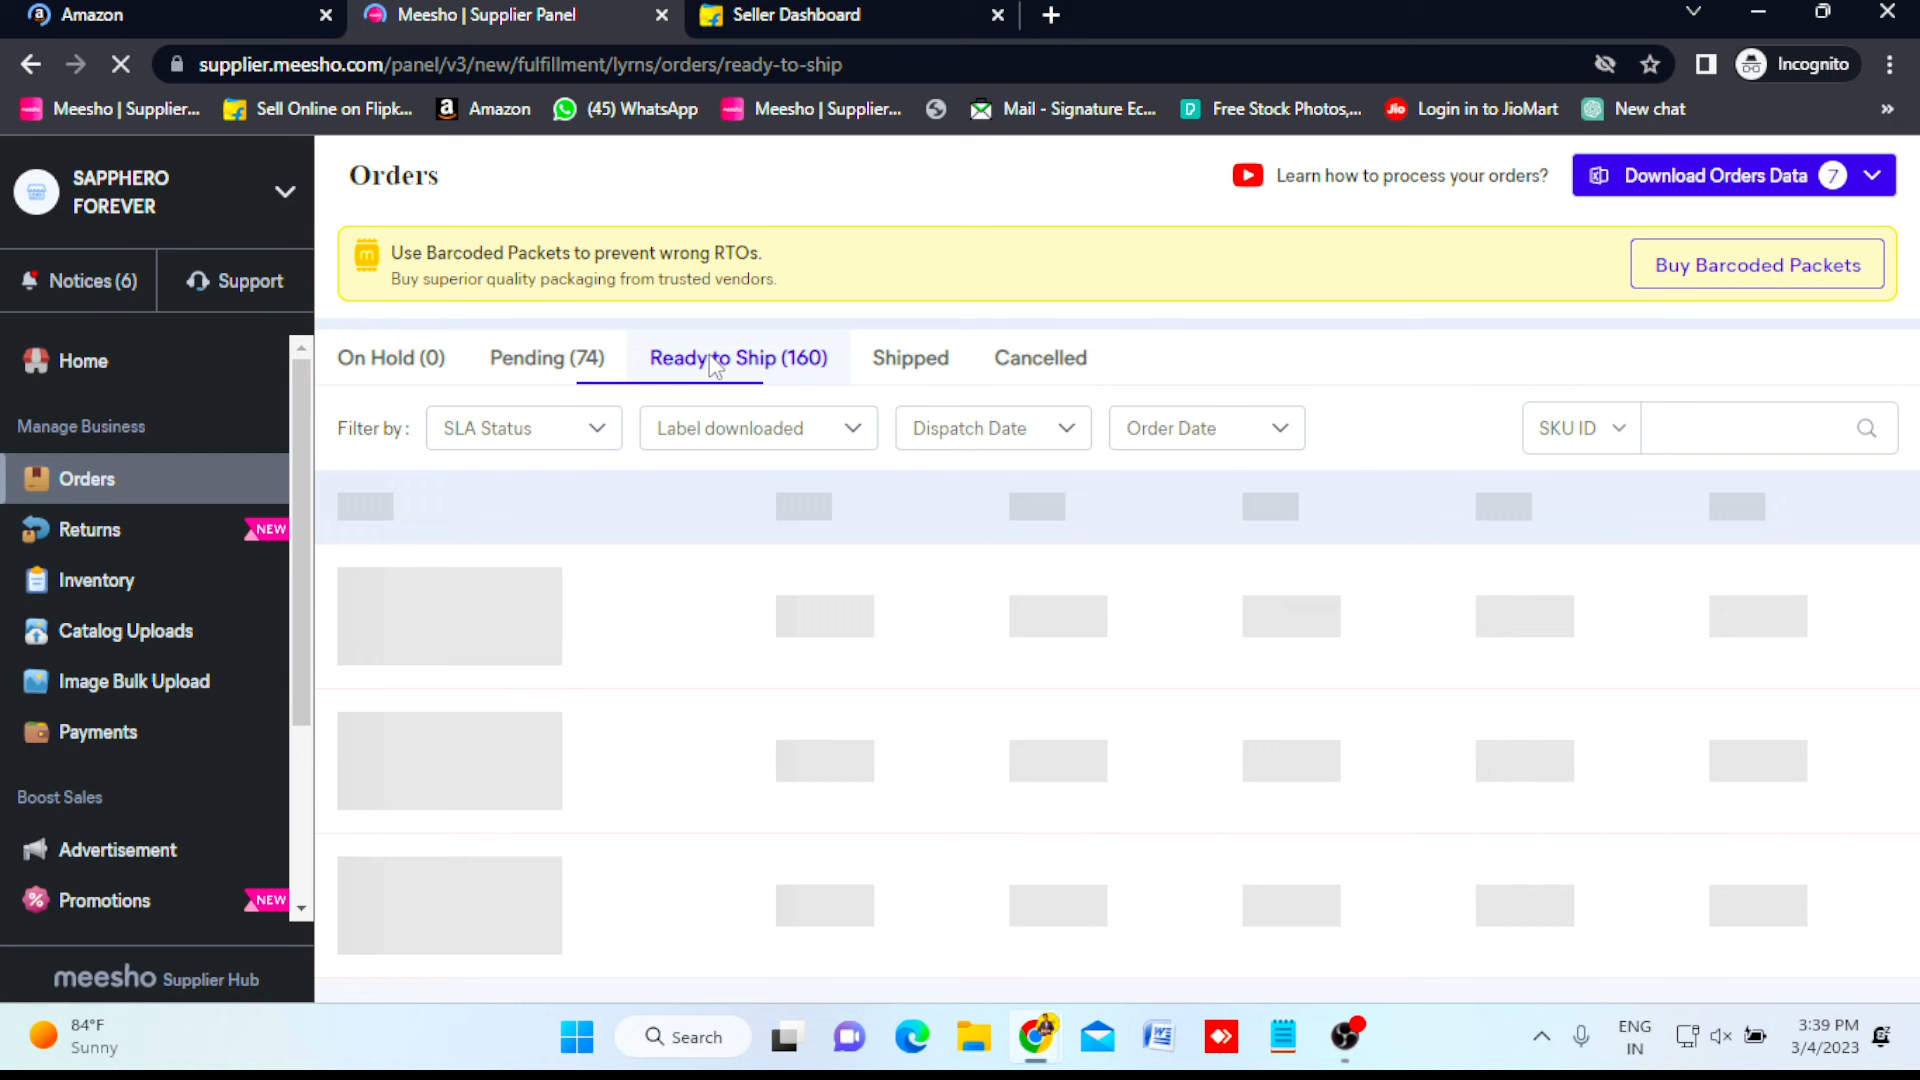 Amazon
Meesho | Supplier Panel
Seller Dashboard
supplier.meesho.com/panel/v3/new/fulfillment/lyrns/orders/ready-to-ship
Incognito
Meesho | Supplier...
Sell Online on Flipk...
Amazon
(45) WhatsApp
Meesho | Supplier...
Mail - Signature Ec...
Free Stock Photos,...
Jio
Login in to JioMart
New chat
SAPPHERO
FOREVER
Orders
Learn how to process your orders?
Download Orders Data 7
Use Barcoded Packets to prevent wrong RTOs.
Buy superior quality packaging from trusted vendors.
Buy Barcoded Packets
Notices (6)
Support
Home
On Hold (0)
Pending (74)
Ready to Ship (160)
Shipped
Cancelled
Manage Business
Filter by :
SLA Status
Label downloaded
Dispatch Date
Order Date
SKU ID
Orders
Returns
NEW
Inventory
Catalog Uploads
Image Bulk Upload
Payments
Boost Sales
Advertisement
Promotions
NEW
meesho Supplier Hub
84°F
Sunny
Search
ENG
IN
3:39 PM
3/4/2023